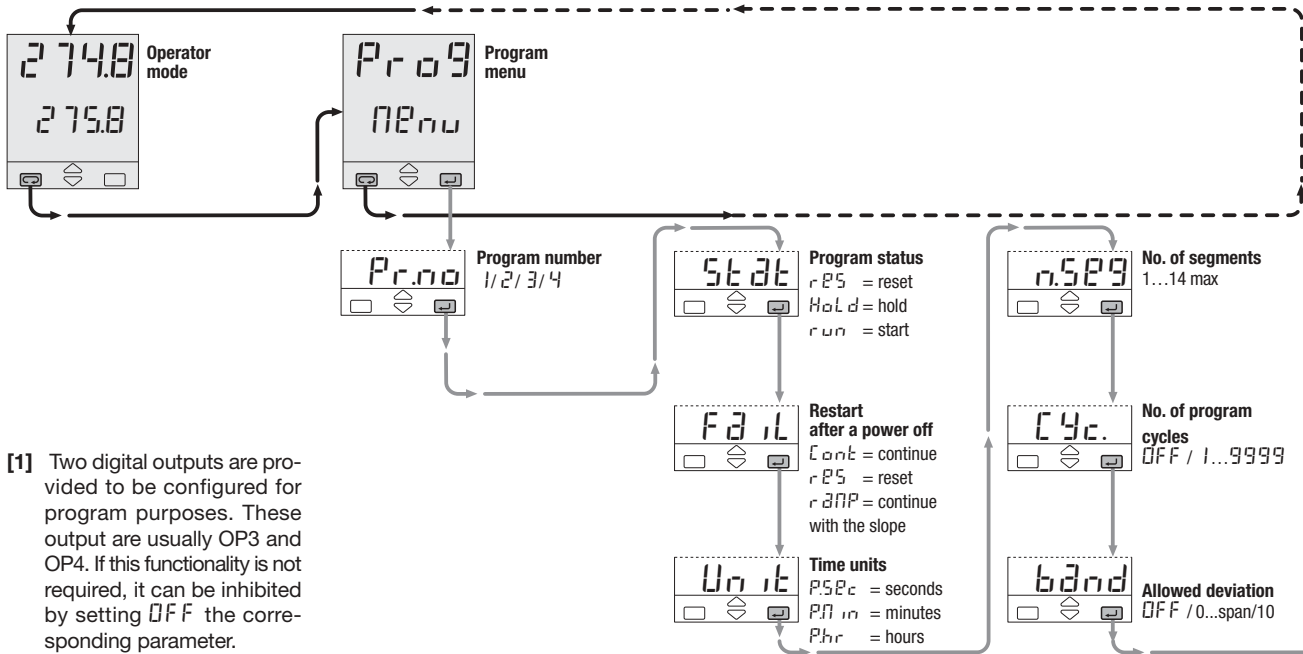 274.8
275.8
Operator
mode
Prog
Menu
Program
menu
Pr.no
Program number
1/ 2/ 3/ 4
Stat
Program status
rES = reset
HoLd = hold
run = start
FaiL
Restart
after a power off
Cont = continue
rES = reset
raMP = continue
with the slope
Unit
Time units
P.SEc = seconds
P.Min = minutes
P.hr = hours
n.SEg
No. of segments
1...14 max
CYc.
No. of program
cycles
OFF / 1...9999
band
Allowed deviation
OFF / 0...span/10
[1] Two digital outputs are pro-
vided to be configured for
program purposes. These
output are usually OP3 and
OP4. If this functionality is not
required, it can be inhibited
by setting OFF the corre-
sponding parameter.